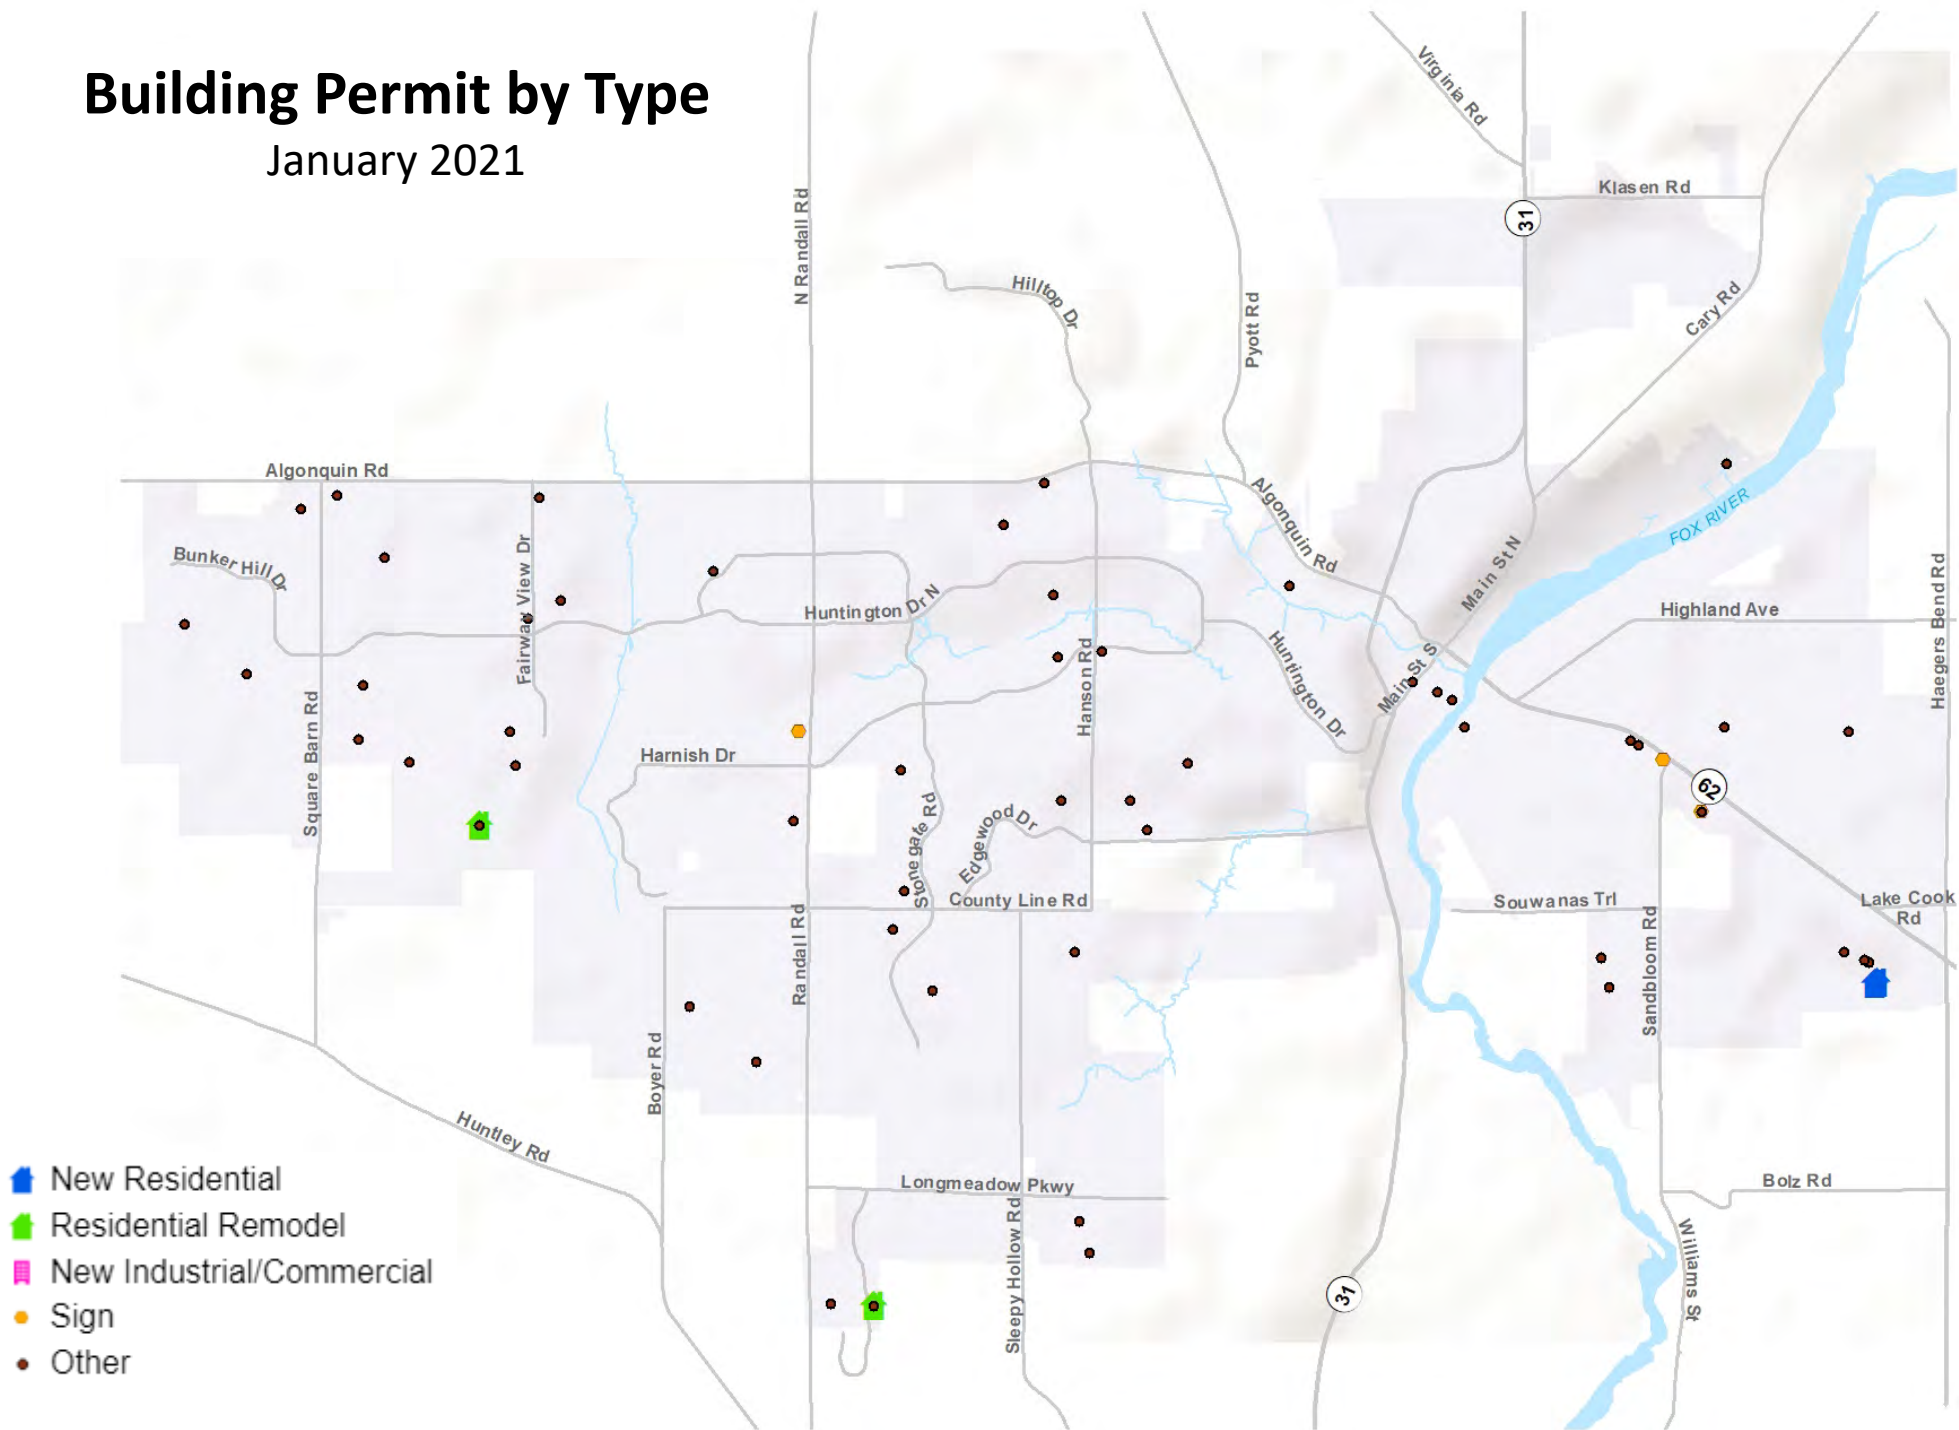 Building Permit by Type
January 2021
Virginia Rd
Klasen Rd
31
N Randall Rd
Hilltop Dr
Pyott Rd
Cary Rd
Algonquin Rd
Algonquin Rd
FOX RIVER
Bunker Hill Dr
Fairway View Dr
Main St N
Huntington Dr N
Highland Ave
Haegers Bend Rd
Hanson Rd
Huntington Dr
Main St S
Square Barn Rd
Harnish Dr
62
Stonegate Rd
Edgewood Dr
County Line Rd
Souwanas Trl
Lake Cook
Rd
Randall Rd
Sandbloom Rd
Boyer Rd
Huntley Rd
Longmeadow Pkwy
Bolz Rd
Sleepy Hollow Rd
Williams St
31
New Residential
Residential Remodel
New Industrial/Commercial
Sign
Other